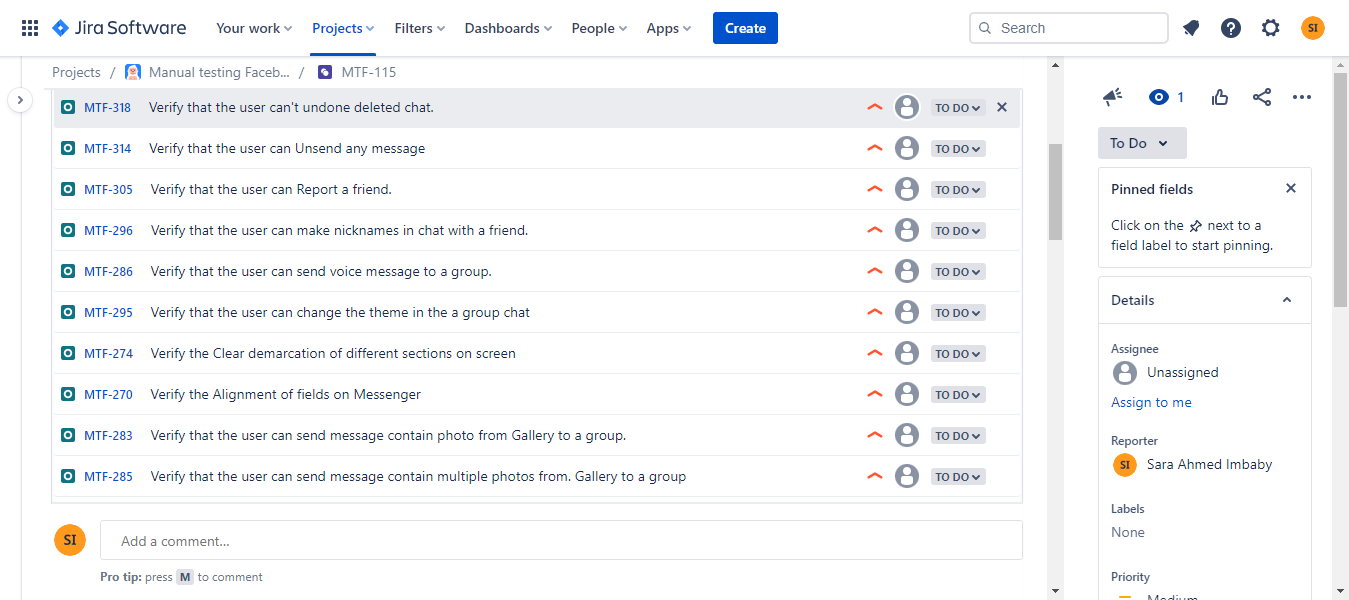 Jira Software Your work Projects Filters Dashboards People Apps Create Search SI
Projects / Manual testing Faceb... / MTF-115
MTF-318 Verify that the user can't undone deleted chat. TO DO
MTF-314 Verify that the user can Unsend any message TO DO
MTF-305 Verify that the user can Report a friend. TO DO
MTF-296 Verify that the user can make nicknames in chat with a friend. TO DO
MTF-286 Verify that the user can send voice message to a group. TO DO
MTF-295 Verify that the user can change the theme in the a group chat TO DO
MTF-274 Verify the Clear demarcation of different sections on screen TO DO
MTF-270 Verify the Alignment of fields on Messenger TO DO
MTF-283 Verify that the user can send message contain photo from Gallery to a group. TO DO
MTF-285 Verify that the user can send message contain multiple photos from. Gallery to a group TO DO
SI Add a comment...
Pro tip: press M to comment
1
To Do
Pinned fields
Click on the next to a
field label to start pinning.
Details
Assignee
Unassigned
Assign to me
Reporter
SI Sara Ahmed Imbaby
Labels
None
Priority
Medium